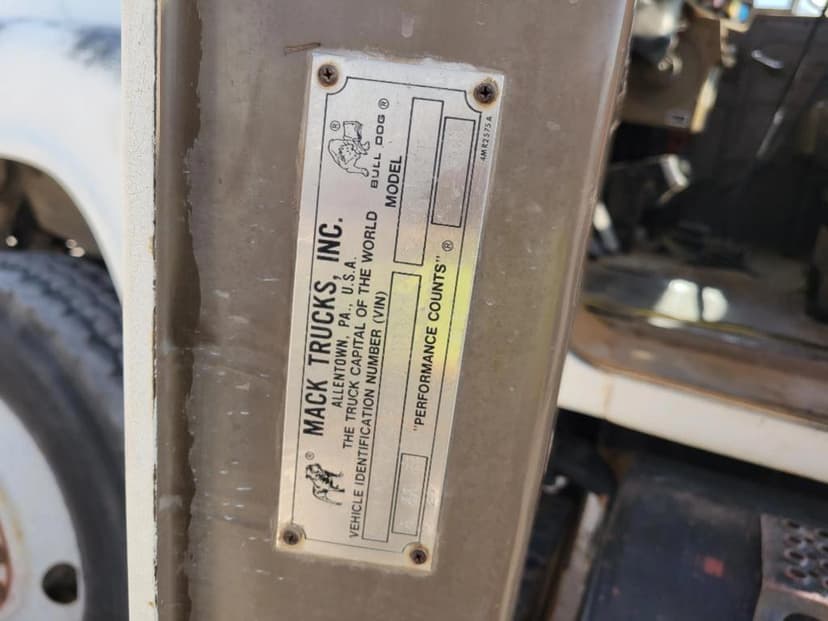 ®
MACK TRUCKS, INC.
ALLENTOWN, PA., U.S.A.
THE TRUCK CAPITAL OF THE WORLD
®
BULL DOG ®
VEHICLE IDENTIFICATION NUMBER (VIN)
MODEL
"PERFORMANCE COUNTS" ®
4MR2575A